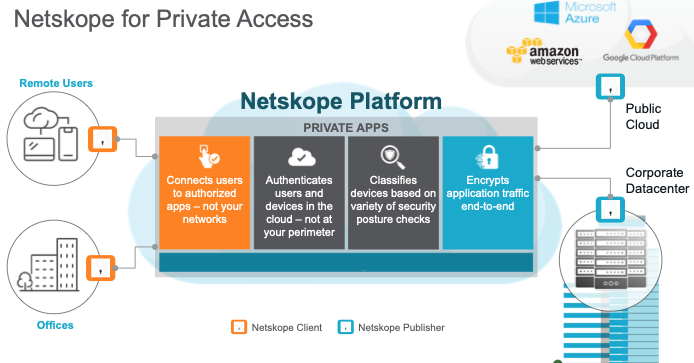 Netskope for Private Access
Microsoft
Azure
amazon
webservices™
Google Cloud Platform
Remote Users
Netskope Platform
PRIVATE APPS
Public
Cloud
Connects users
to authorized
apps – not your
networks
Authenticates
users and
devices in the
cloud – not at
your perimeter
Classifies
devices based on
variety of security
posture checks
Encrypts
application traffic
end-to-end
Corporate
Datacenter
Offices
Netskope Client
Netskope Publisher